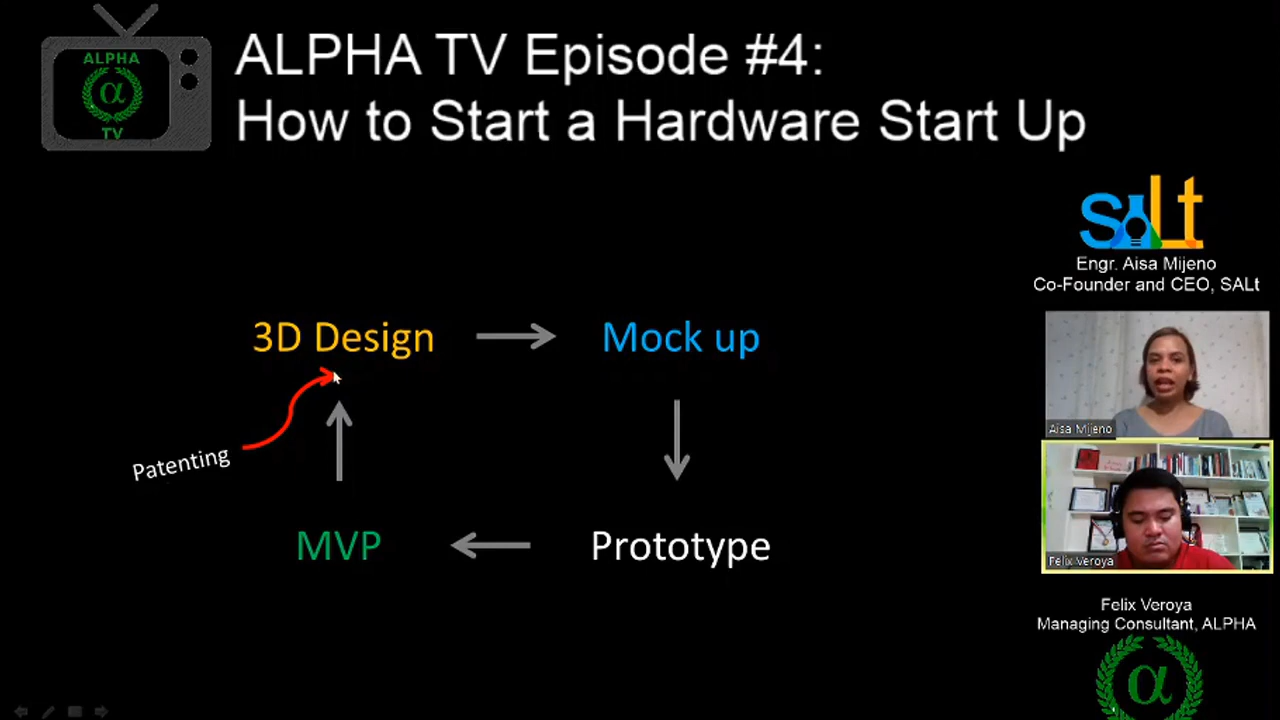 ALPHA
α
TV
ALPHA TV Episode #4:
How to Start a Hardware Start Up
SALt
Engr. Aisa Mijeno
Co-Founder and CEO, SALt
3D Design
Mock up
Patenting
MVP
Prototype
Aisa Mijeno
Felix Veroya
Felix Veroya
Managing Consultant, ALPHA
α